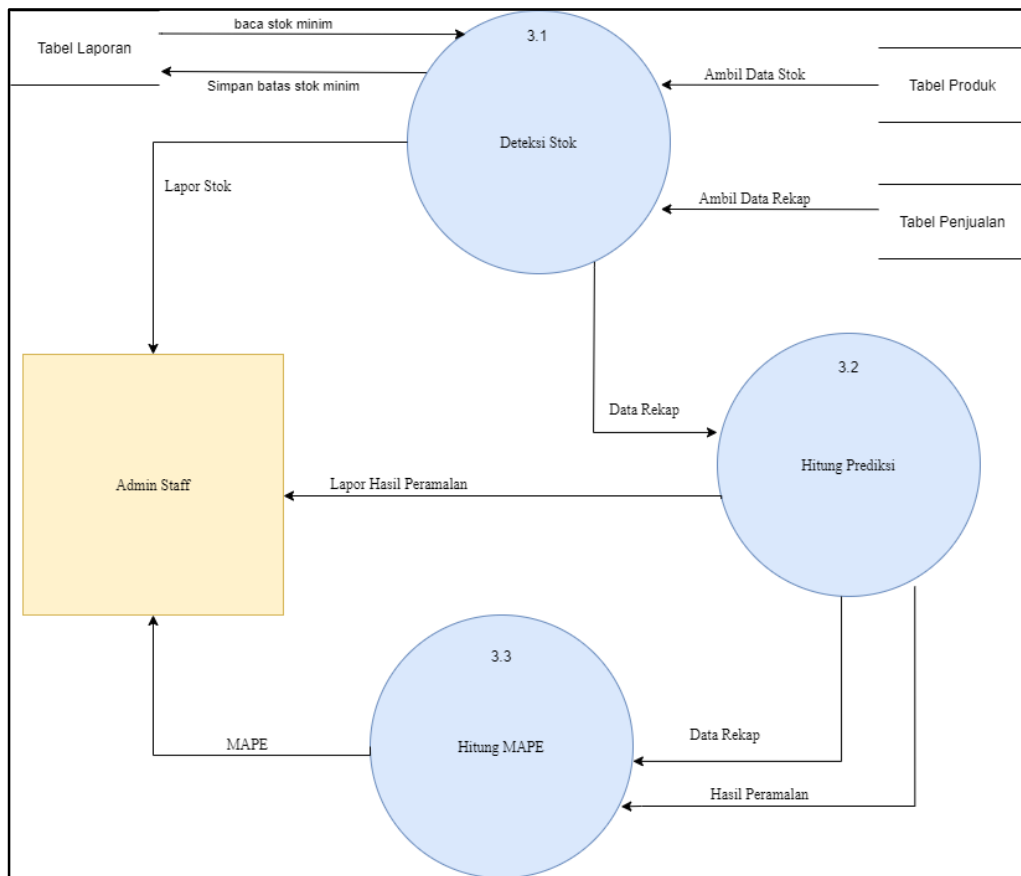 baca stok minim
3.1
Tabel Laporan
Ambil Data Stok
Simpan batas stok minim
Tabel Produk
Deteksi Stok
Lapor Stok
Ambil Data Rekap
Tabel Penjualan
3.2
Data Rekap
Hitung Prediksi
Admin Staff
Lapor Hasil Peramalan
3.3
Data Rekap
MAPE
Hitung MAPE
Hasil Peramalan